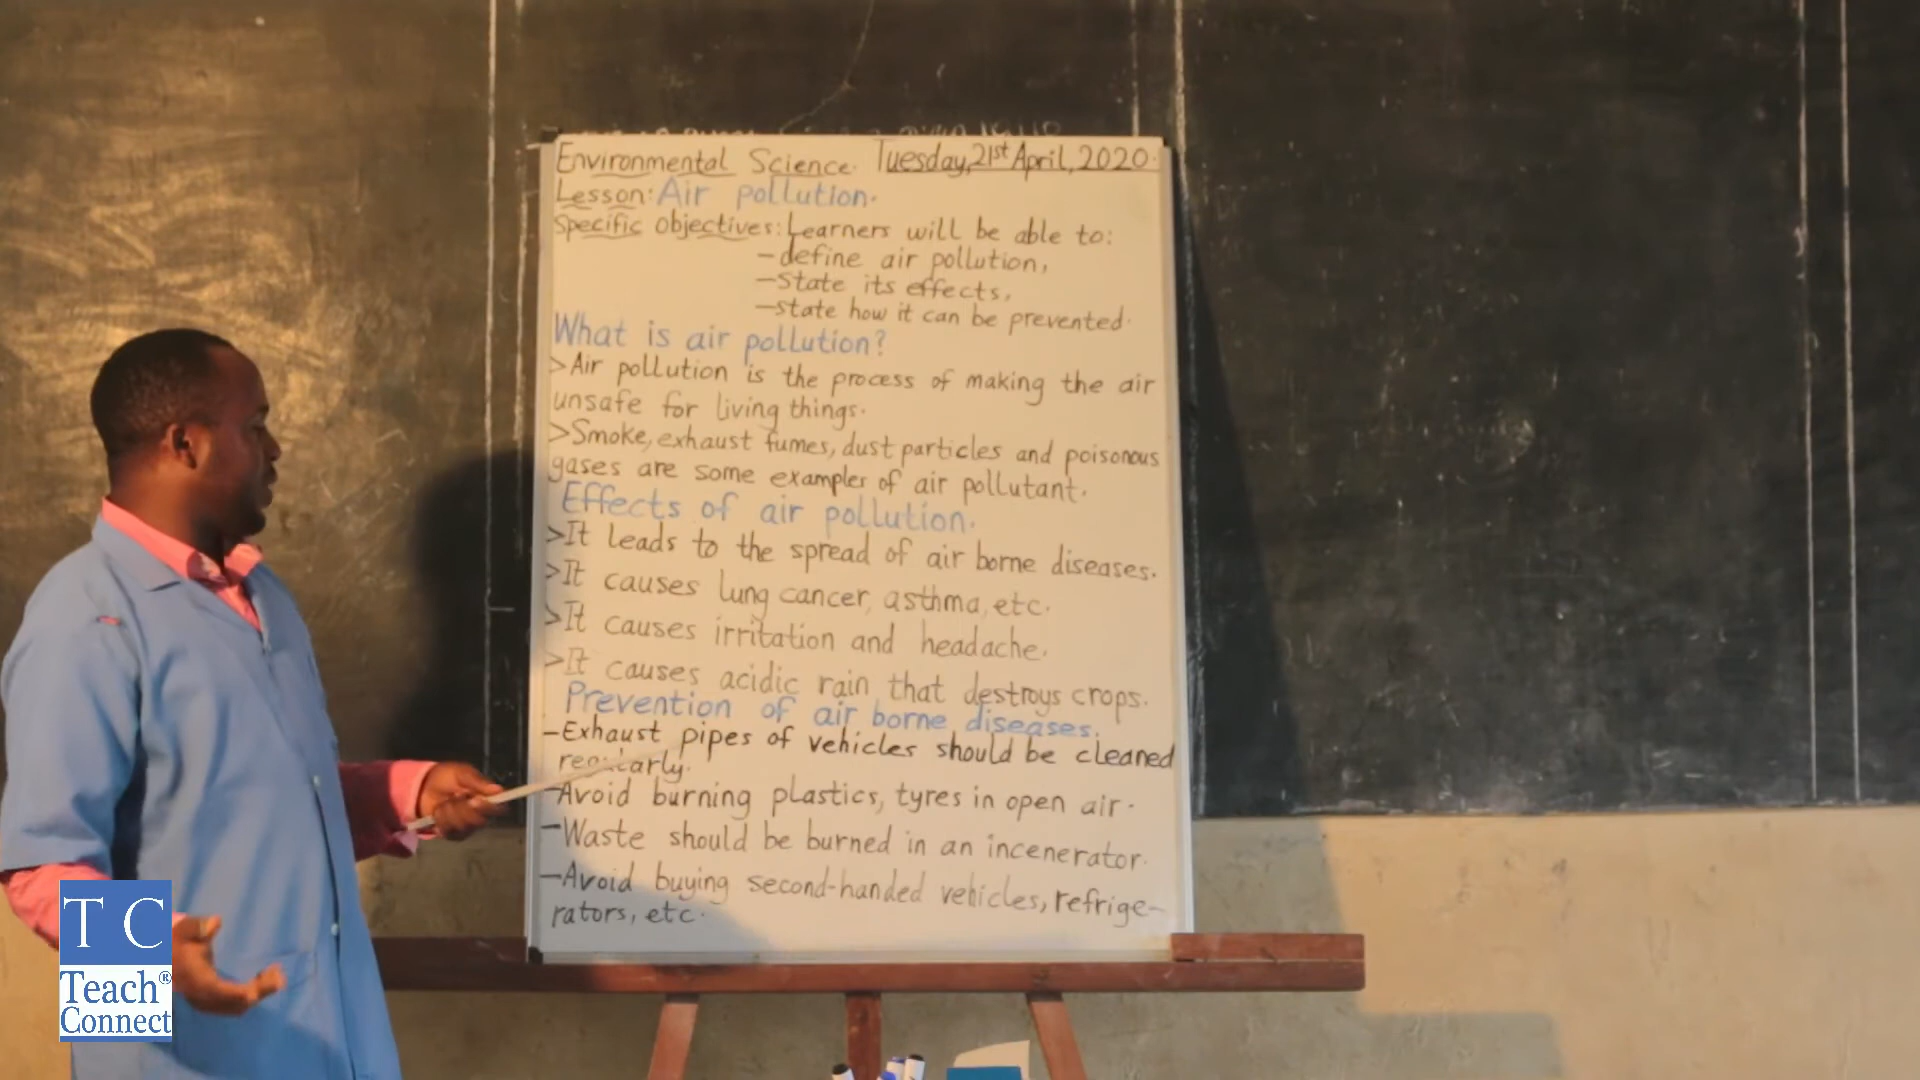 Environmental Science. Tuesday, 21st April, 2020.
Lesson: Air pollution.
Specific Objectives: Learners will be able to:
- define air pollution,
- state its effects,
- state how it can be prevented.
What is air pollution?
> Air pollution is the process of making the air
unsafe for living things.
> Smoke, exhaust fumes, dust particles and poisonous
gases are some examples of air pollutant.
Effects of air pollution.
> It leads to the spread of air borne diseases.
> It causes lung cancer, asthma, etc.
> It causes irritation and headache.
> It causes acidic rain that destroys crops.
Prevention of air borne diseases.
- Exhaust pipes of vehicles should be cleaned
regularly.
- Avoid burning plastics, tyres in open air.
- Waste should be burned in an incenerator.
- Avoid buying second-handed vehicles, refrige-
rators, etc.
T C
Teach®
Connect